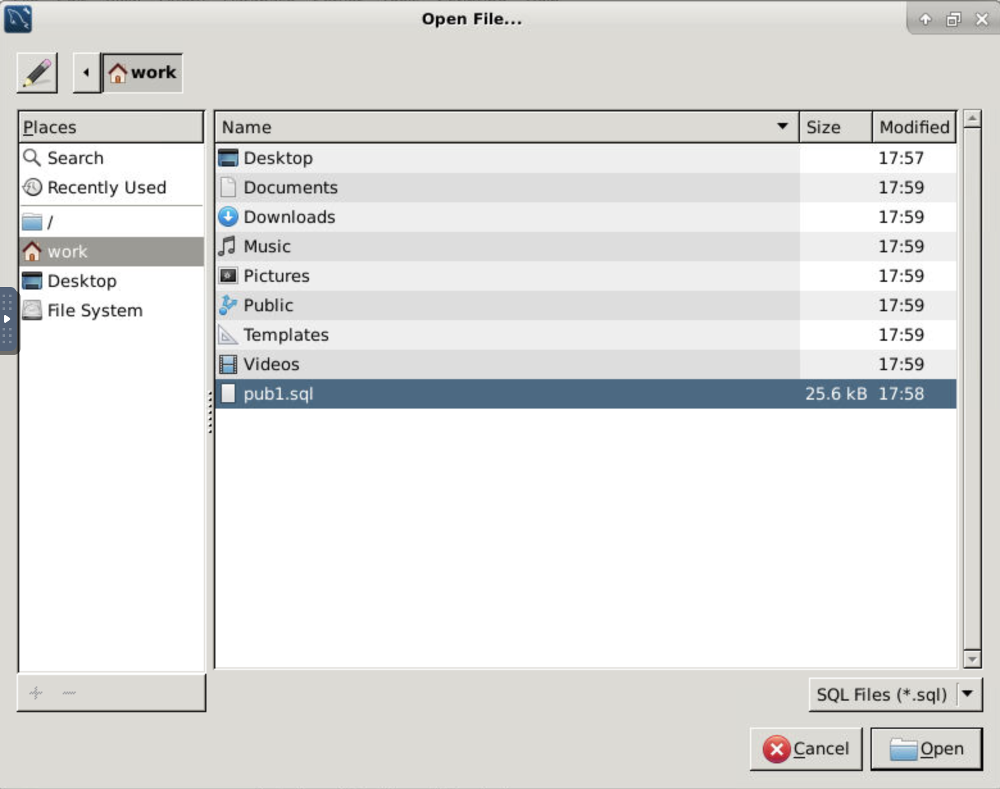 Open File...
work
Places
Search
Recently Used
/
work
Desktop
File System
Name Size Modified
Desktop 17:57
Documents 17:59
Downloads 17:59
Music 17:59
Pictures 17:59
Public 17:59
Templates 17:59
Videos 17:59
pub1.sql 25.6 kB 17:58
SQL Files (*.sql)
Cancel Open